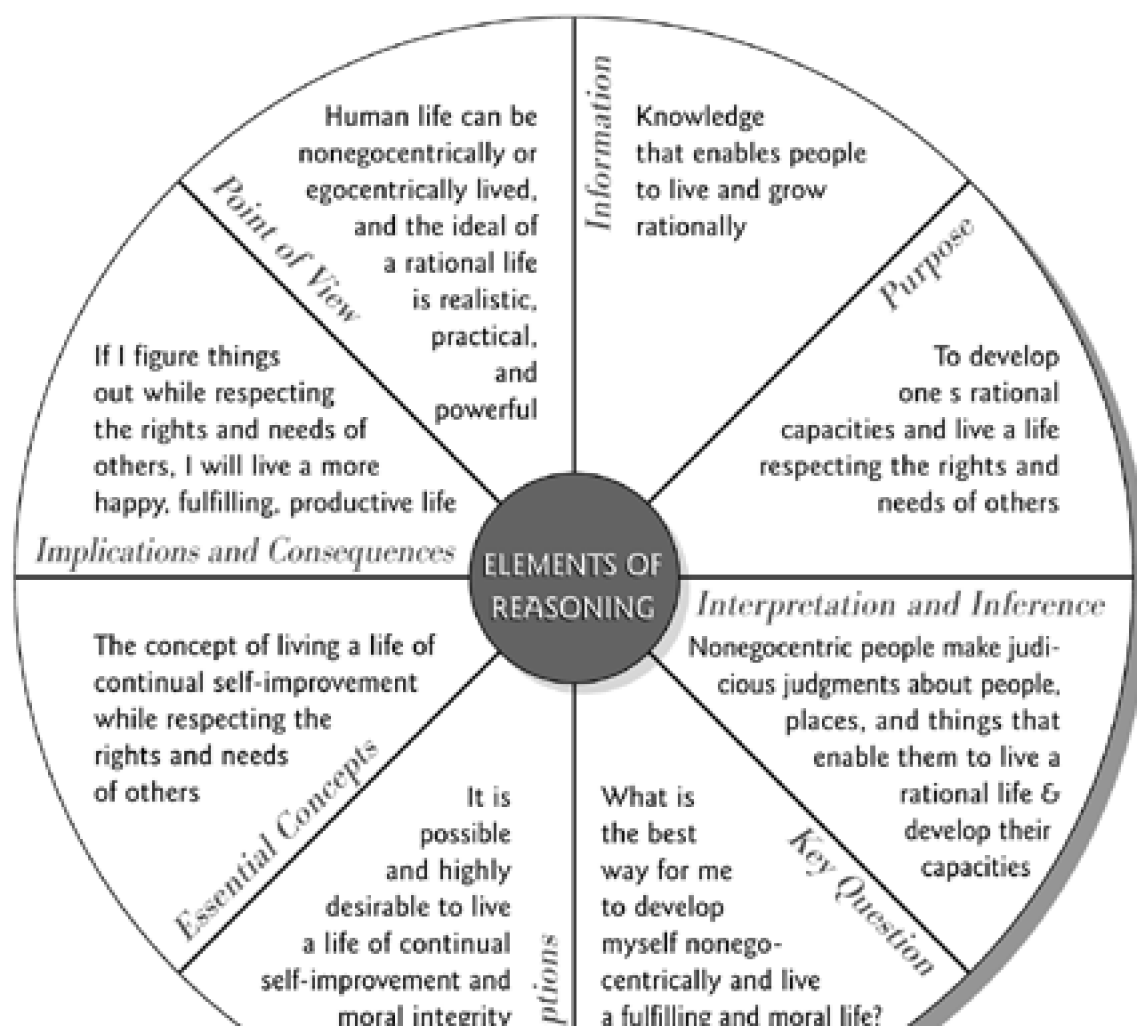 Information
Knowledge
that enables people
to live and grow
rationally
Purpose
To develop
one s rational
capacities and live a life
respecting the rights and
needs of others
Interpretation and Inference
Nonegocentric people make judi-
cious judgments about people,
places, and things that
enable them to live a
rational life &
develop their
capacities
Key Question
What is
the best
way for me
to develop
myself nonego-
centrically and live
a fulfilling and moral life?
ptions
It is
possible
and highly
desirable to live
a life of continual
self-improvement and
moral integrity
Essential Concepts
The concept of living a life of
continual self-improvement
while respecting the
rights and needs
of others
Implications and Consequences
If I figure things
out while respecting
the rights and needs of
others, I will live a more
happy, fulfilling, productive life
Point of View
Human life can be
nonegocentrically or
egocentrically lived,
and the ideal of
a rational life
is realistic,
practical,
and
powerful
ELEMENTS OF
REASONING